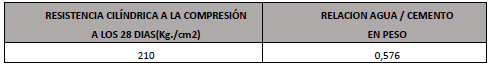 RESISTENCIA CILÍNDRICA A LA COMPRESIÓN
A LOS 28 DIAS(Kg./cm2)
RELACION AGUA / CEMENTO
EN PESO
210
0,576